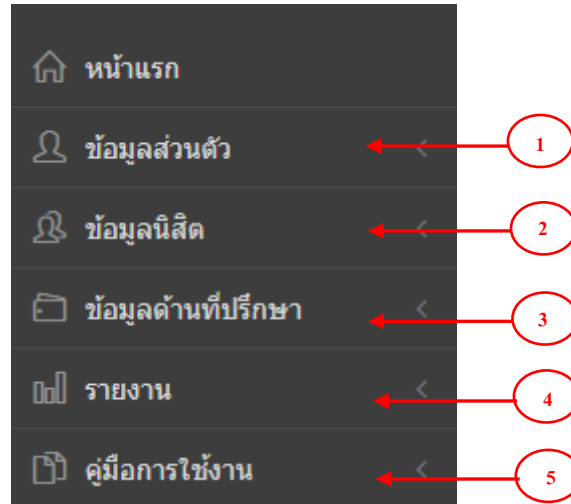 หน้าแรก
ข้อมูลส่วนตัว 1
ข้อมูลนิสิต 2
ข้อมูลด้านที่ปรึกษา 3
รายงาน 4
คู่มือการใช้งาน 5